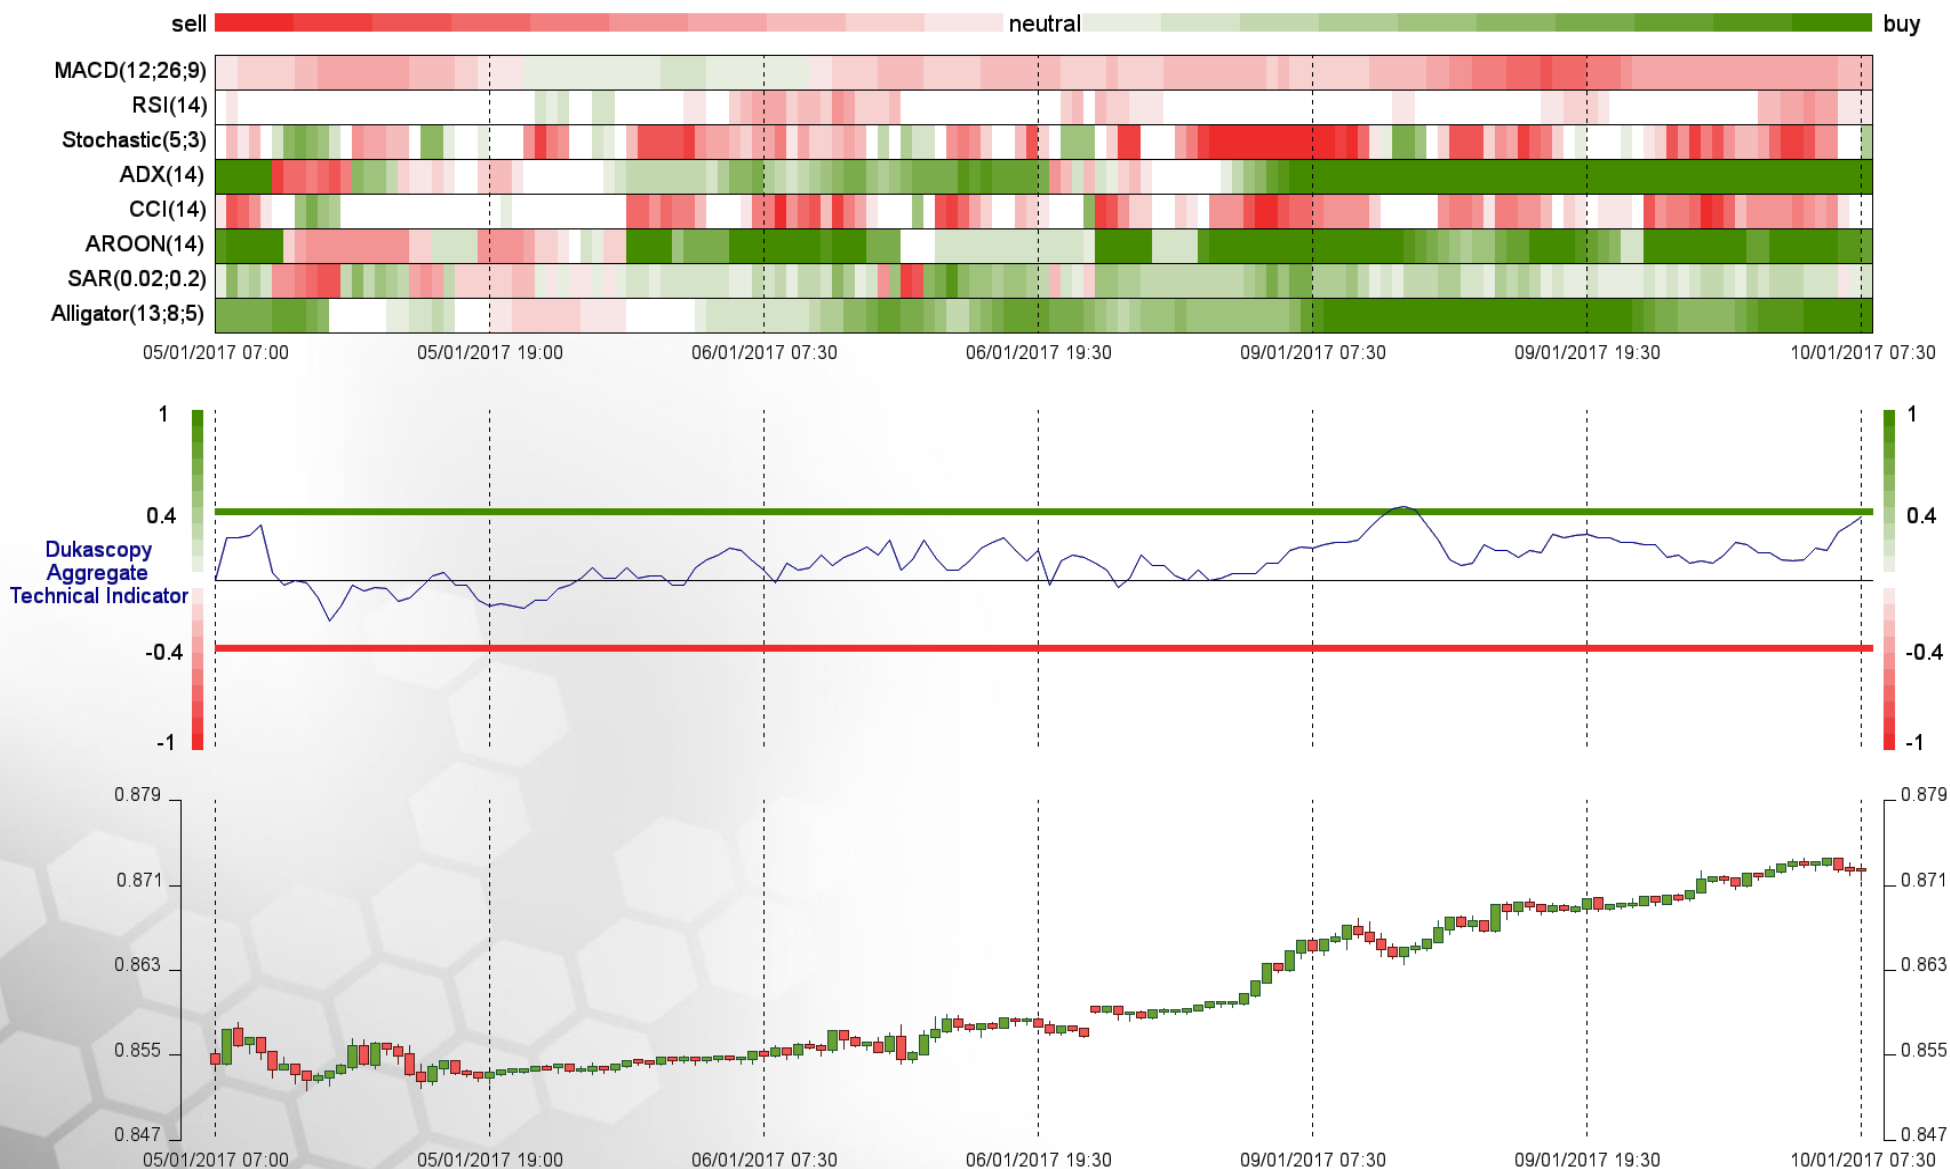 sell neutral buy
MACD(12;26;9)
RSI(14)
Stochastic(5;3)
ADX(14)
CCI(14)
AROON(14)
SAR(0.02;0.2)
Alligator(13;8;5)
05/01/2017 07:00 05/01/2017 19:00 06/01/2017 07:30 06/01/2017 19:30 09/01/2017 07:30 09/01/2017 19:30 10/01/2017 07:30
1 1
0.4 0.4
Dukascopy
Aggregate
Technical Indicator
-0.4 -0.4
-1 -1
0.879 0.879
0.871 0.871
0.863 0.863
0.855 0.855
0.847 0.847
05/01/2017 07:00 05/01/2017 19:00 06/01/2017 07:30 06/01/2017 19:30 09/01/2017 07:30 09/01/2017 19:30 10/01/2017 07:30